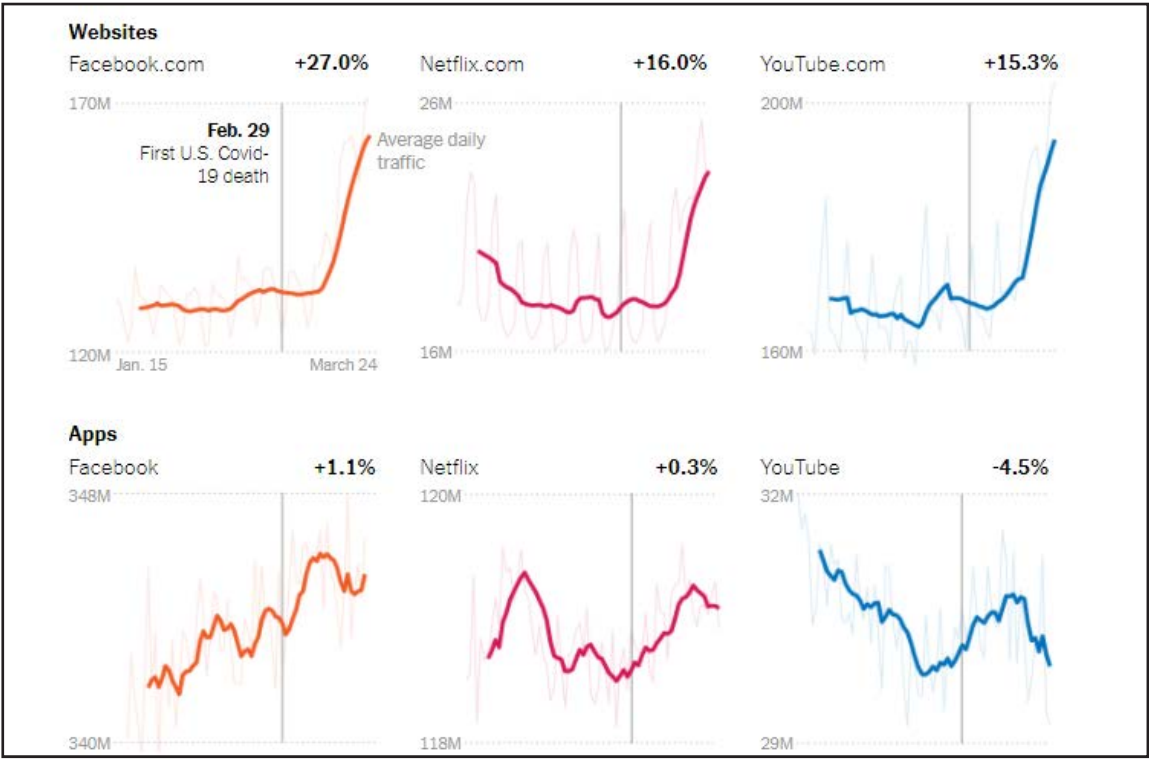 Websites
Facebook.com +27.0% Netflix.com +16.0% YouTube.com +15.3%
170M 26M 200M
Feb. 29
First U.S. Covid-
19 death
Average daily
traffic
120M 16M 160M
Jan. 15 March 24
Apps
Facebook +1.1% Netflix +0.3% YouTube -4.5%
348M 120M 32M
340M 118M 29M